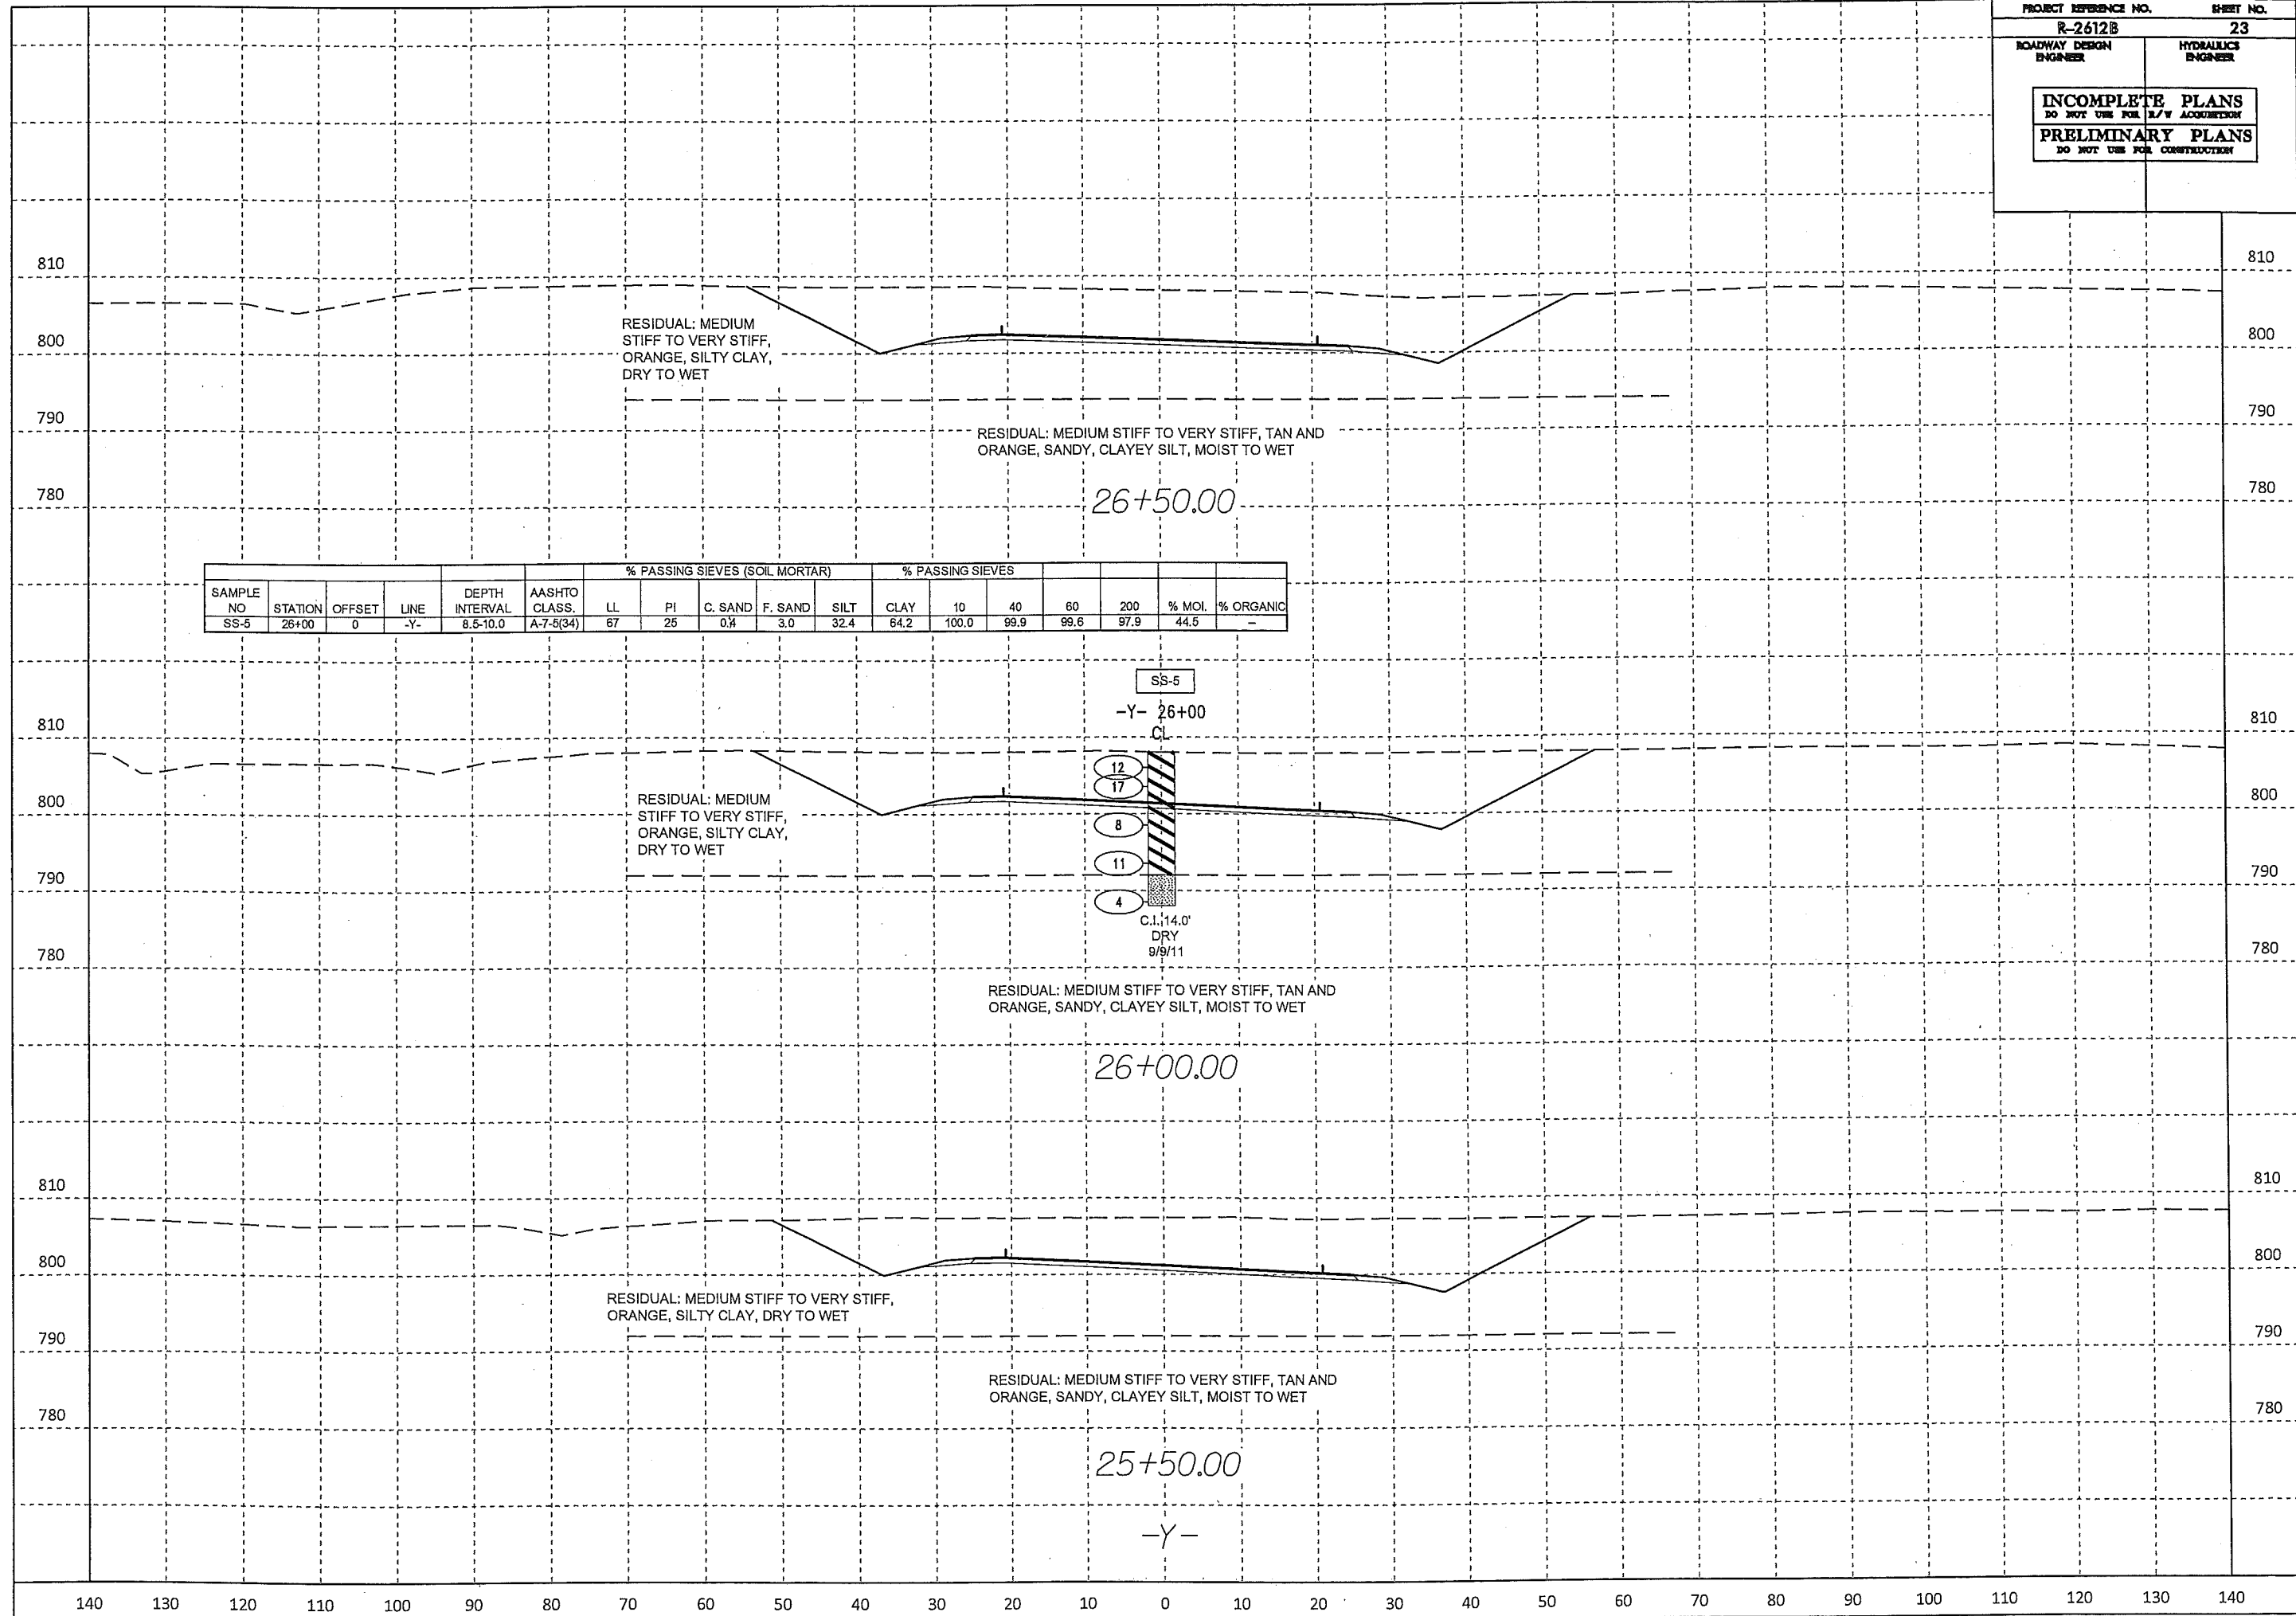 PROJECT REFERENCE NO. SHEET NO.
R-2612B 23
ROADWAY DESIGN ENGINEER HYDRAULICS ENGINEER
INCOMPLETE PLANS
DO NOT USE FOR R/W ACQUISITION
PRELIMINARY PLANS
DO NOT USE FOR CONSTRUCTION
810 810
RESIDUAL: MEDIUM
STIFF TO VERY STIFF,
ORANGE, SILTY CLAY,
DRY TO WET
800 800
790 790
RESIDUAL: MEDIUM STIFF TO VERY STIFF, TAN AND
ORANGE, SANDY, CLAYEY SILT, MOIST TO WET
780 780
26+50.00
% PASSING SIEVES (SOIL MORTAR) % PASSING SIEVES
SAMPLE NO STATION OFFSET LINE DEPTH INTERVAL AASHTO CLASS. LL PI C. SAND F. SAND SILT CLAY 10 40 60 200 % MOI. % ORGANIC
SS-5 26+00 0 -Y- 8.5-10.0 A-7-5(34) 67 25 0.4 3.0 32.4 64.2 100.0 99.9 99.6 97.9 44.5 –
SS-5
-Y- 26+00
CL
810 810
12
17
RESIDUAL: MEDIUM
STIFF TO VERY STIFF,
ORANGE, SILTY CLAY,
DRY TO WET
800 800
8
11
790 790
4
C.I. 14.0'
DRY
9/9/11
780 780
RESIDUAL: MEDIUM STIFF TO VERY STIFF, TAN AND
ORANGE, SANDY, CLAYEY SILT, MOIST TO WET
26+00.00
810 810
800 800
RESIDUAL: MEDIUM STIFF TO VERY STIFF,
ORANGE, SILTY CLAY, DRY TO WET
790 790
RESIDUAL: MEDIUM STIFF TO VERY STIFF, TAN AND
ORANGE, SANDY, CLAYEY SILT, MOIST TO WET
780 780
25+50.00
-Y-
140 130 120 110 100 90 80 70 60 50 40 30 20 10 0 10 20 30 40 50 60 70 80 90 100 110 120 130 140